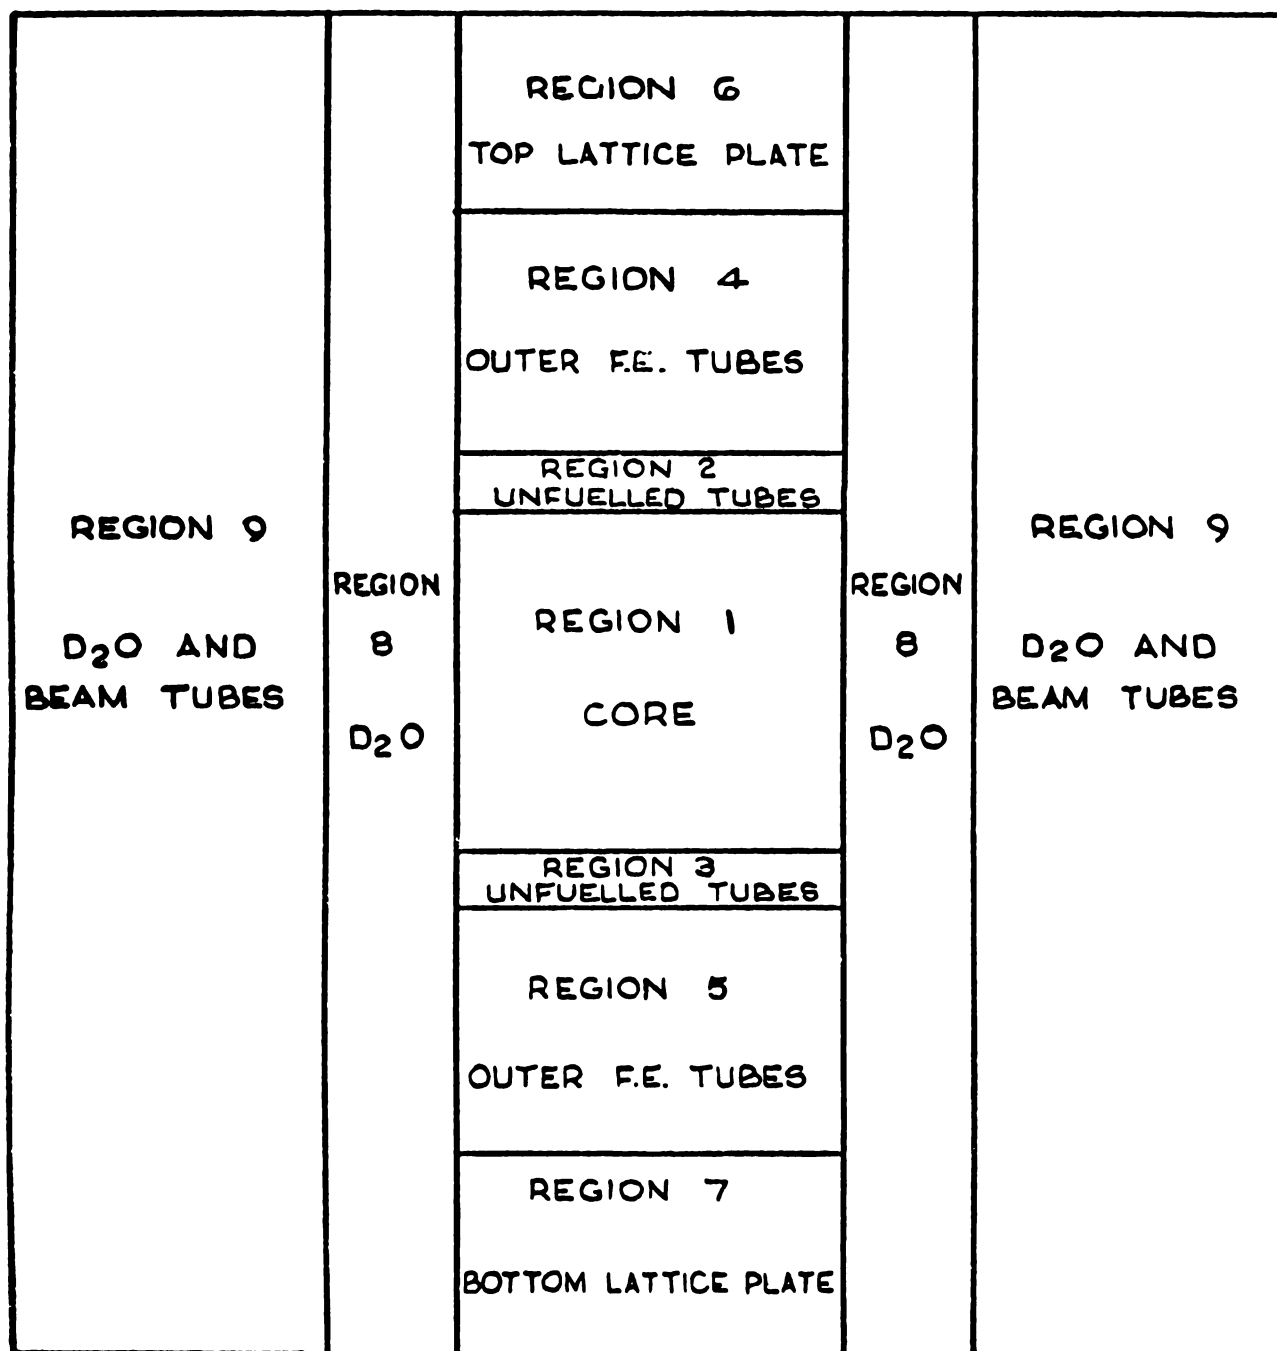 REGION 6
TOP LATTICE PLATE
REGION 4
OUTER F.E. TUBES
REGION 2
UNFUELLED TUBES
REGION 9
D₂O AND
BEAM TUBES
REGION
8
D₂O
REGION 1
CORE
REGION
8
D₂O
REGION 9
D₂O AND
BEAM TUBES
REGION 3
UNFUELLED TUBES
REGION 5
OUTER F.E. TUBES
REGION 7
BOTTOM LATTICE PLATE